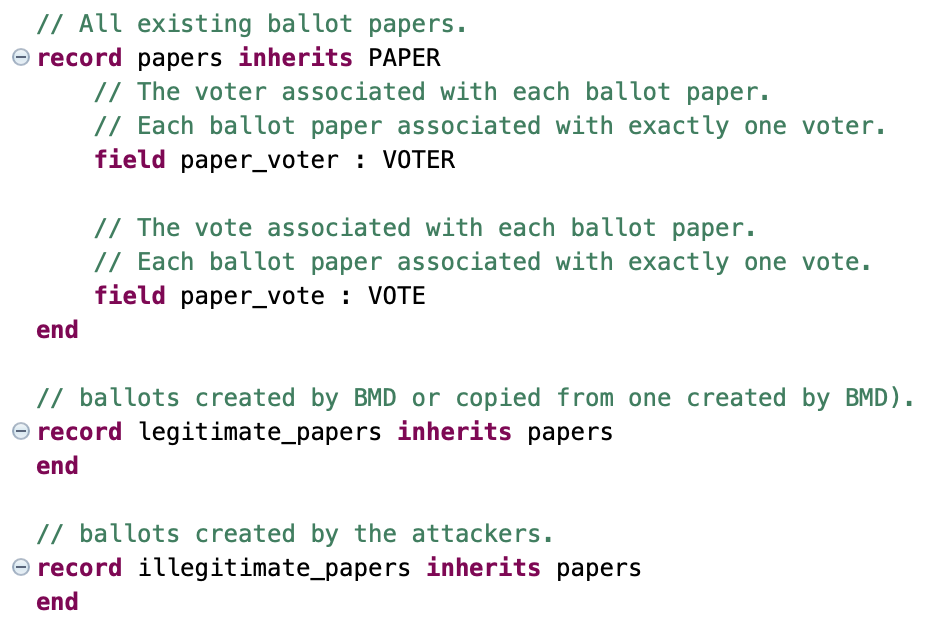 // All existing ballot papers.
record papers inherits PAPER
// The voter associated with each ballot paper.
// Each ballot paper associated with exactly one voter.
field paper_voter : VOTER
// The vote associated with each ballot paper.
// Each ballot paper associated with exactly one vote.
field paper_vote : VOTE
end
// ballots created by BMD or copied from one created by BMD).
record legitimate_papers inherits papers
end
// ballots created by the attackers.
record illegitimate_papers inherits papers
end